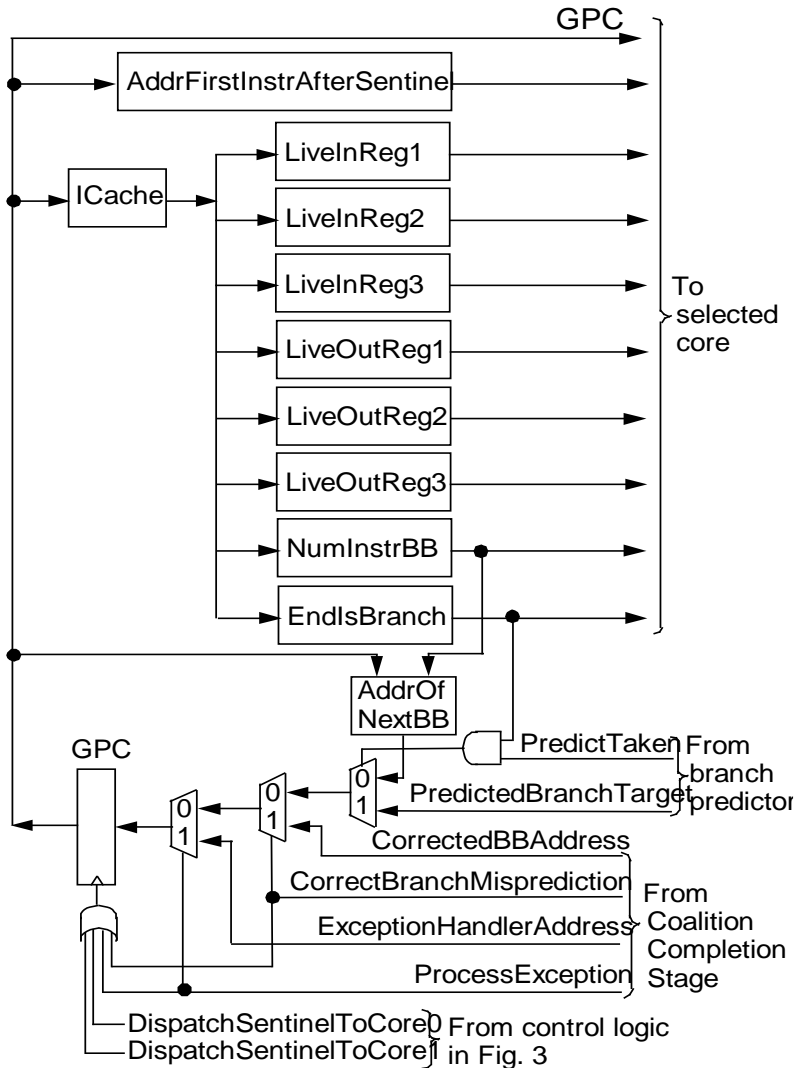 GPC
AddrFirstInstrAfterSentinel
LiveInReg1
ICache
LiveInReg2
LiveInReg3
To
selected
core
LiveOutReg1
LiveOutReg2
LiveOutReg3
NumInstrBB
EndIsBranch
AddrOf
NextBB
GPC
PredictTaken
From
branch
predictor
0
1
PredictedBranchTarget
0
1
0
1
CorrectedBBAddress
CorrectBranchMisprediction
ExceptionHandlerAddress
ProcessException
From
Coalition
Completion
Stage
DispatchSentinelToCore0
DispatchSentinelToCore1
From control logic
in Fig. 3